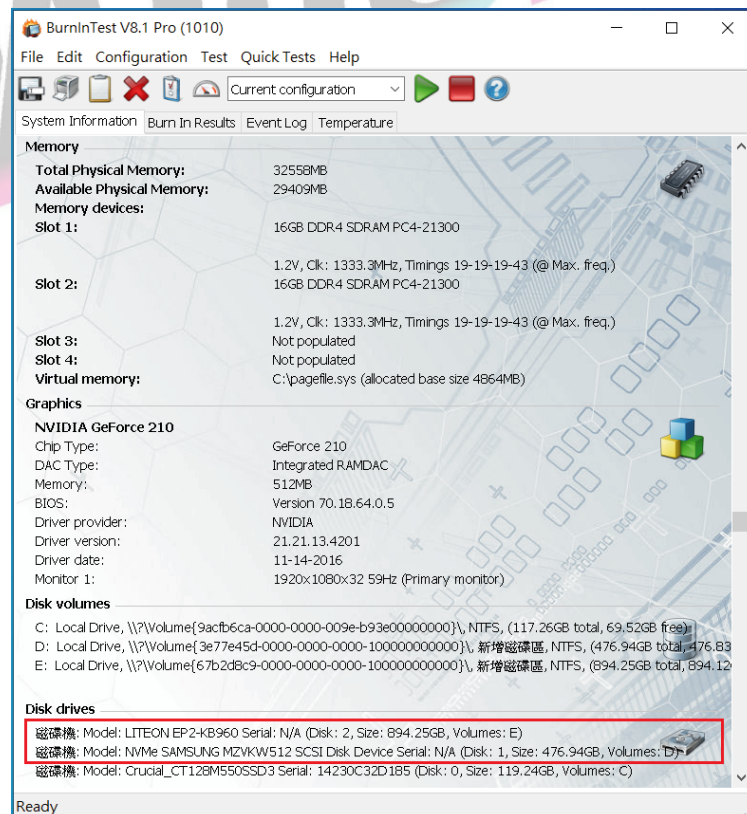 BurnInTest V8.1 Pro (1010)
File Edit Configuration Test Quick Tests Help
Current configuration
System Information Burn In Results Event Log Temperature
Memory
Total Physical Memory: 32558MB
Available Physical Memory: 29409MB
Memory devices:
Slot 1: 16GB DDR4 SDRAM PC4-21300
1.2V, Clk: 1333.3MHz, Timings 19-19-19-43 (@ Max. freq.)
Slot 2: 16GB DDR4 SDRAM PC4-21300
1.2V, Clk: 1333.3MHz, Timings 19-19-19-43 (@ Max. freq.)
Slot 3: Not populated
Slot 4: Not populated
Virtual memory: C:\pagefile.sys (allocated base size 4864MB)
Graphics
NVIDIA GeForce 210
Chip Type: GeForce 210
DAC Type: Integrated RAMDAC
Memory: 512MB
BIOS: Version 70.18.64.0.5
Driver provider: NVIDIA
Driver version: 21.21.13.4201
Driver date: 11-14-2016
Monitor 1: 1920x1080x32 59Hz (Primary monitor)
Disk volumes
C: Local Drive, \\?\Volume{9acfb6ca-0000-0000-009e-b93e00000000}\, NTFS, (117.26GB total, 69.52GB free)
D: Local Drive, \\?\Volume{3e77e45d-0000-0000-0000-100000000000}\, 新增磁碟區, NTFS, (476.94GB total, 476.83
E: Local Drive, \\?\Volume{67b2d8c9-0000-0000-0000-100000000000}\, 新增磁碟區, NTFS, (894.25GB total, 894.12
Disk drives
磁碟機: Model: LITEON EP2-KB960 Serial: N/A (Disk: 2, Size: 894.25GB, Volumes: E)
磁碟機: Model: NVMe SAMSUNG MZVKW512 SCSI Disk Device Serial: N/A (Disk: 1, Size: 476.94GB, Volumes: D)
磁碟機: Model: Crucial_CT128M550SSD3 Serial: 14230C32D185 (Disk: 0, Size: 119.24GB, Volumes: C)
Ready